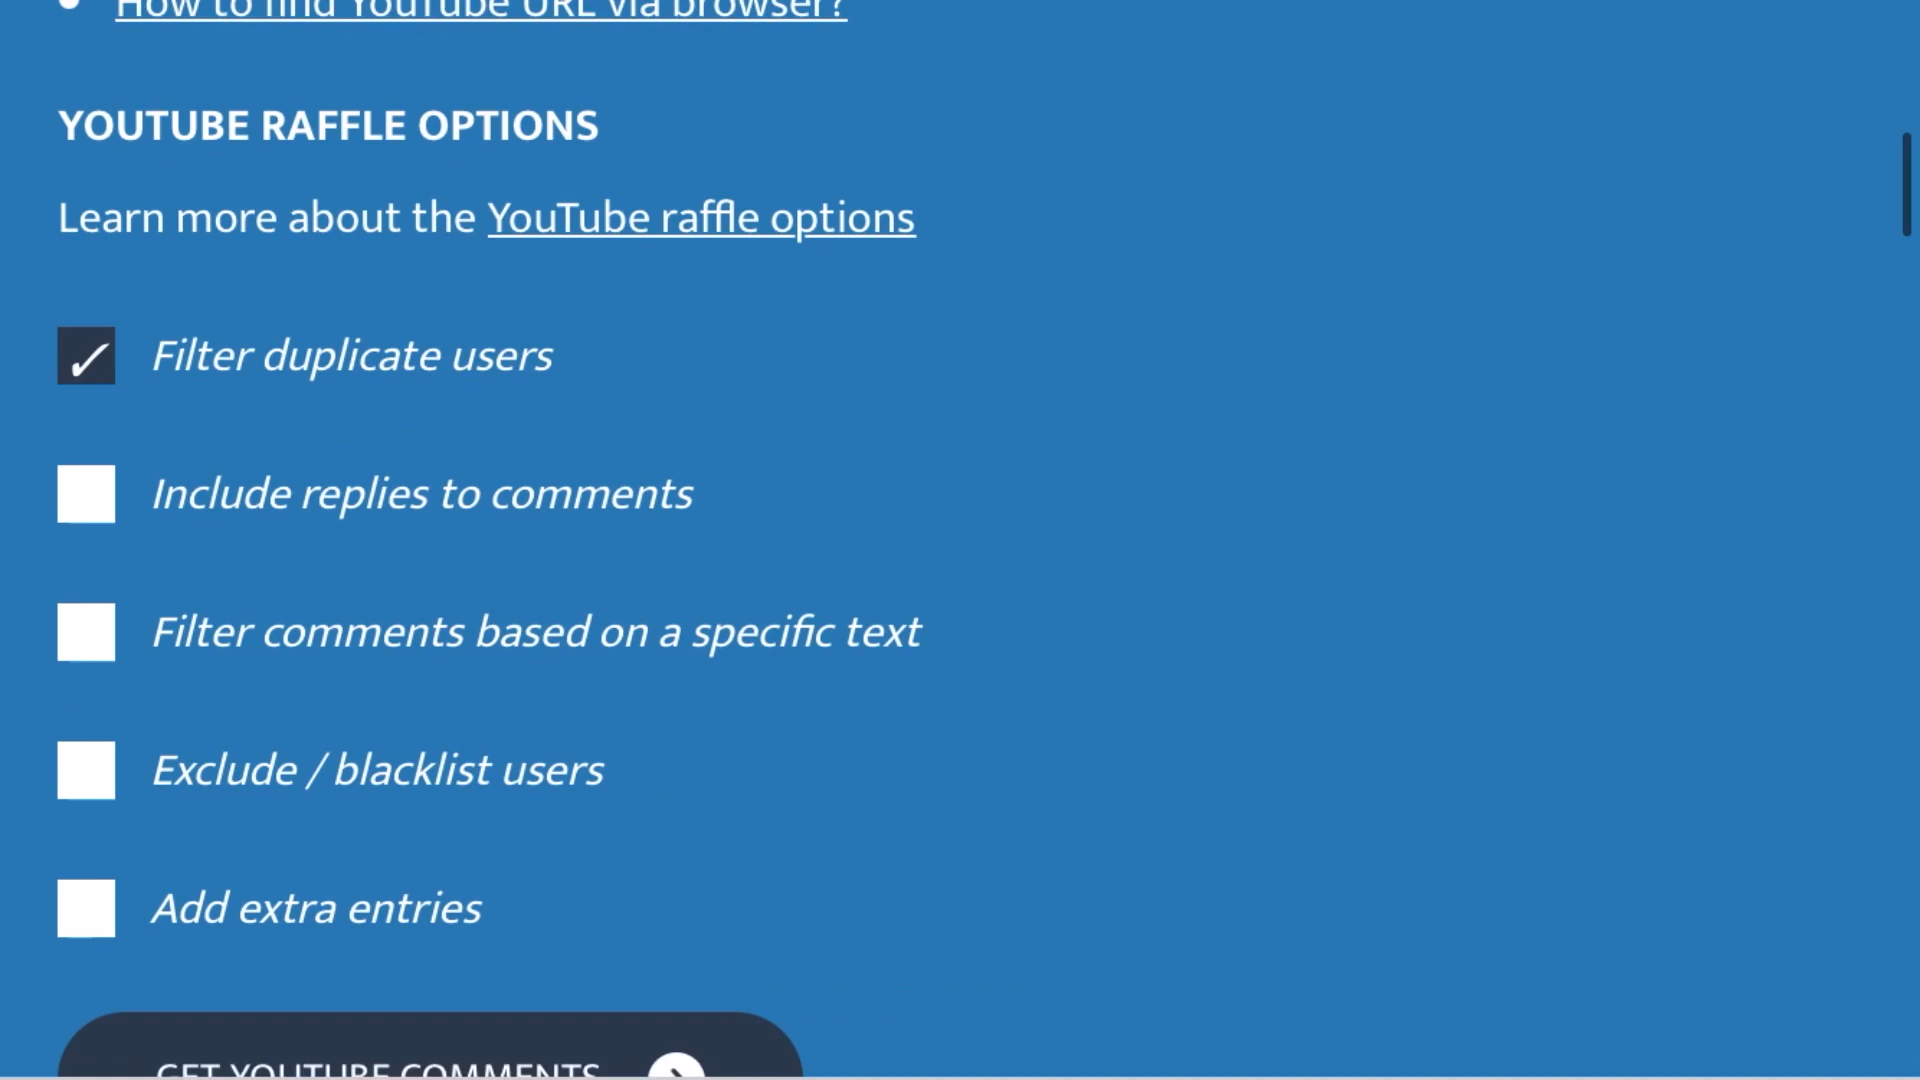 How to find YouTube URL via browser?
YOUTUBE RAFFLE OPTIONS
Learn more about the YouTube raffle options
Filter duplicate users
Include replies to comments
Filter comments based on a specific text
Exclude / blacklist users
Add extra entries
GET YOUTUBE COMMENTS